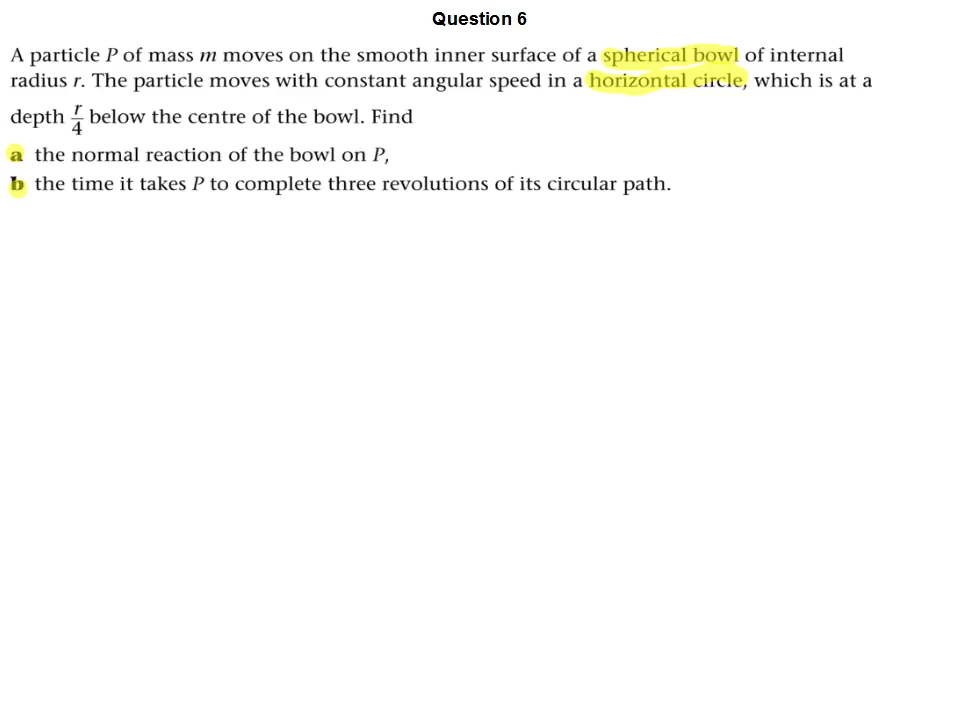 Question 6
A particle P of mass m moves on the smooth inner surface of a spherical bowl of internal
radius r. The particle moves with constant angular speed in a horizontal circle, which is at a
depth r/4 below the centre of the bowl. Find
a the normal reaction of the bowl on P,
b the time it takes P to complete three revolutions of its circular path.